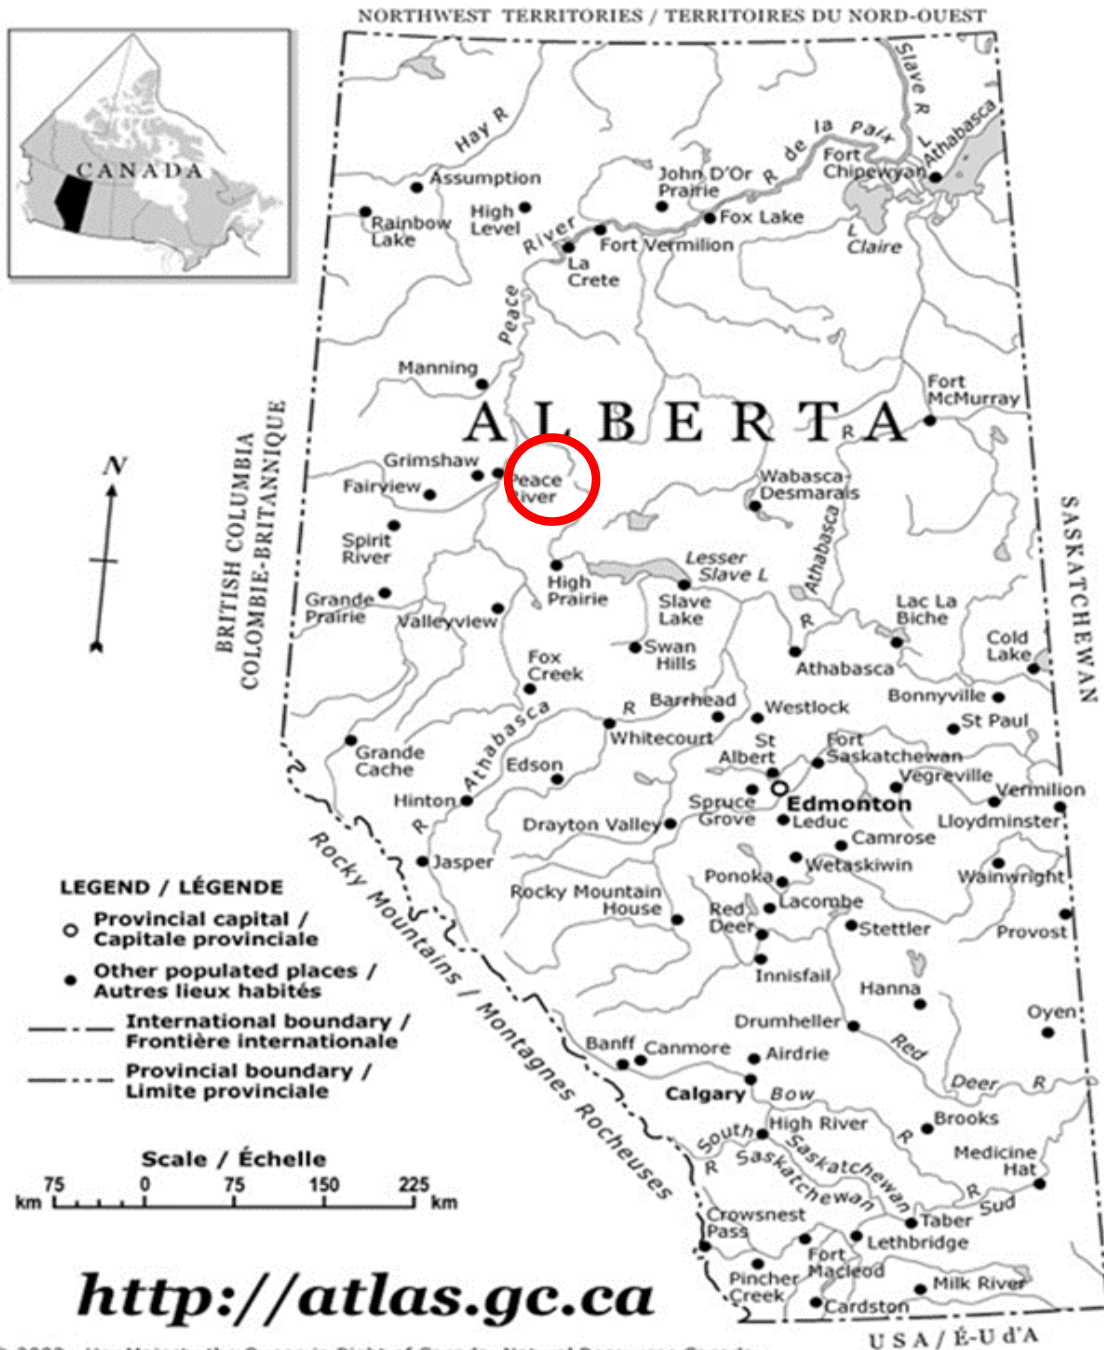 NORTHWEST TERRITORIES / TERRITOIRES DU NORD-OUEST
CANADA
Slave R
Hay R
R de la Paix
L Athabasca
Fort
Chipewyan
Assumption
John D'Or
Prairie
Rainbow
Lake
High
Level
Fox Lake
River
Fort Vermilion
L
Claire
La
Crete
Peace
Manning
Fort
McMurray
ALBERTA
R
BRITISH COLUMBIA
COLOMBIE-BRITANNIQUE
N
Grimshaw
Peace
River
Fairview
Wabasca-
Desmarais
SASKATCHEWAN
Spirit
River
Athabasca
Lesser
Slave L
High
Prairie
Grande
Prairie
Valleyview
Slave
Lake
Lac La
Biche
R
Cold
Lake
Swan
Hills
Athabasca
Fox
Creek
Bonnyville
Barrhead
Westlock
St Paul
Athabasca
R
Whitecourt
Grande
Cache
St
Albert
Fort
Saskatchewan
Edson
Vegreville
Vermilion
Hinton
Spruce
Grove
Edmonton
Lloydminster
R
Drayton Valley
Leduc
Camrose
Jasper
Wetaskiwin
Wainwright
Ponoka
Rocky Mountain
House
Lacombe
Red
Deer
Stettler
Provost
Innisfail
Hanna
Oyen
Drumheller
Rocky Mountains / Montagnes Rocheuses
Banff
Canmore
Airdrie
Red
Deer R
Calgary
Bow
R
High River
Brooks
South
Saskatchewan
R
Saskatchewan
Medicine
Hat
R
Sud
Crowsnest
Pass
Taber
Lethbridge
Fort
Macleod
Pincher
Creek
Milk River
Cardston
USA / É-U d'A
LEGEND / LÉGENDE
Provincial capital /
Capitale provinciale
Other populated places /
Autres lieux habités
International boundary /
Frontière internationale
Provincial boundary /
Limite provinciale
Scale / Échelle
75 0 75 150 225
km km
http://atlas.gc.ca